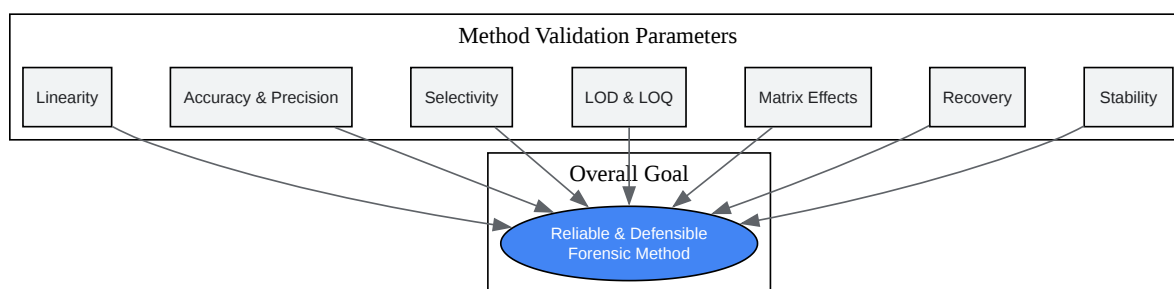 Method Validation Parameters
Linearity
Accuracy & Precision
Selectivity
LOD & LOQ
Matrix Effects
Recovery
Stability
Overall Goal
Reliable & Defensible
Forensic Method